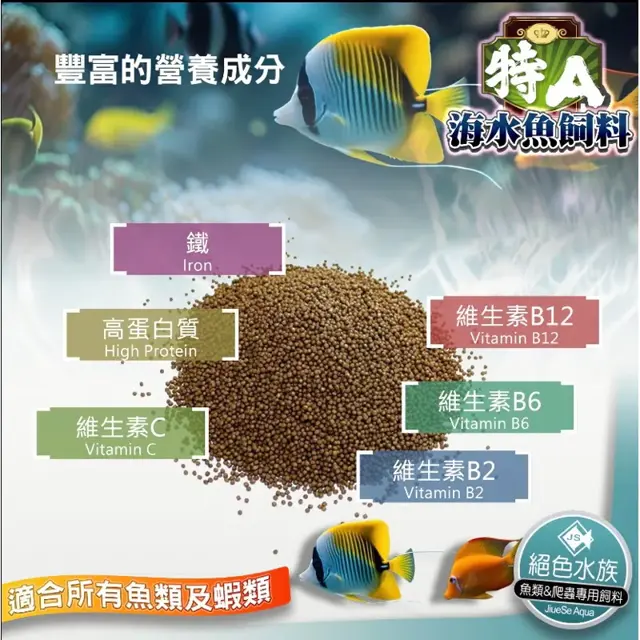 豐富的營養成分
特A
海水魚飼料
鐵
Iron
高蛋白質
High Protein
維生素C
Vitamin C
維生素B12
Vitamin B12
維生素B6
Vitamin B6
維生素B2
Vitamin B2
適合所有魚類及蝦類
JS
絕色水族
魚類&爬蟲專用飼料
JiueSe Aqua